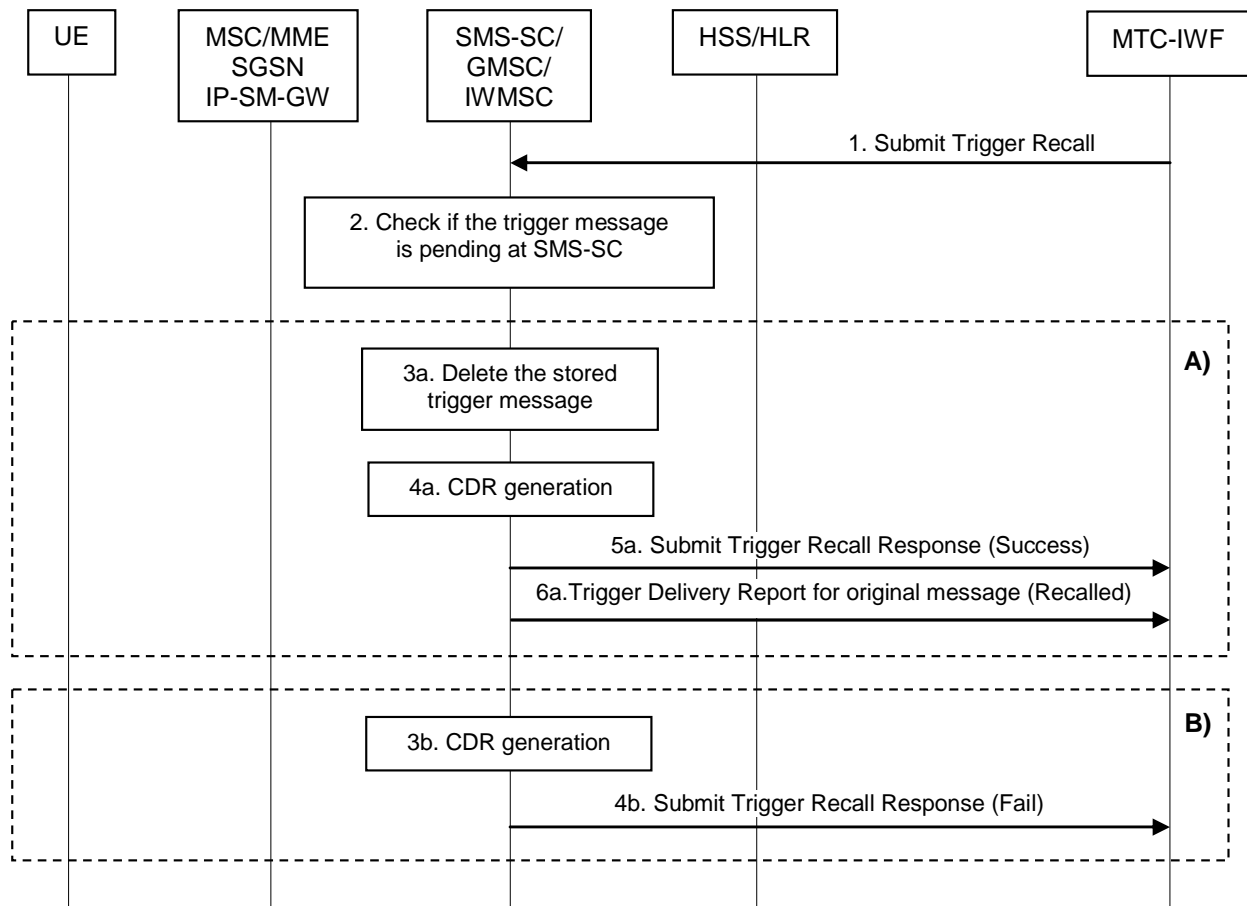 UE
MSC/MME
SGSN
IP-SM-GW
SMS-SC/
GMSC/
IWMSC
HSS/HLR
MTC-IWF
1. Submit Trigger Recall
2. Check if the trigger message
is pending at SMS-SC
A)
3a. Delete the stored
trigger message
4a. CDR generation
5a. Submit Trigger Recall Response (Success)
6a.Trigger Delivery Report for original message (Recalled)
B)
3b. CDR generation
4b. Submit Trigger Recall Response (Fail)